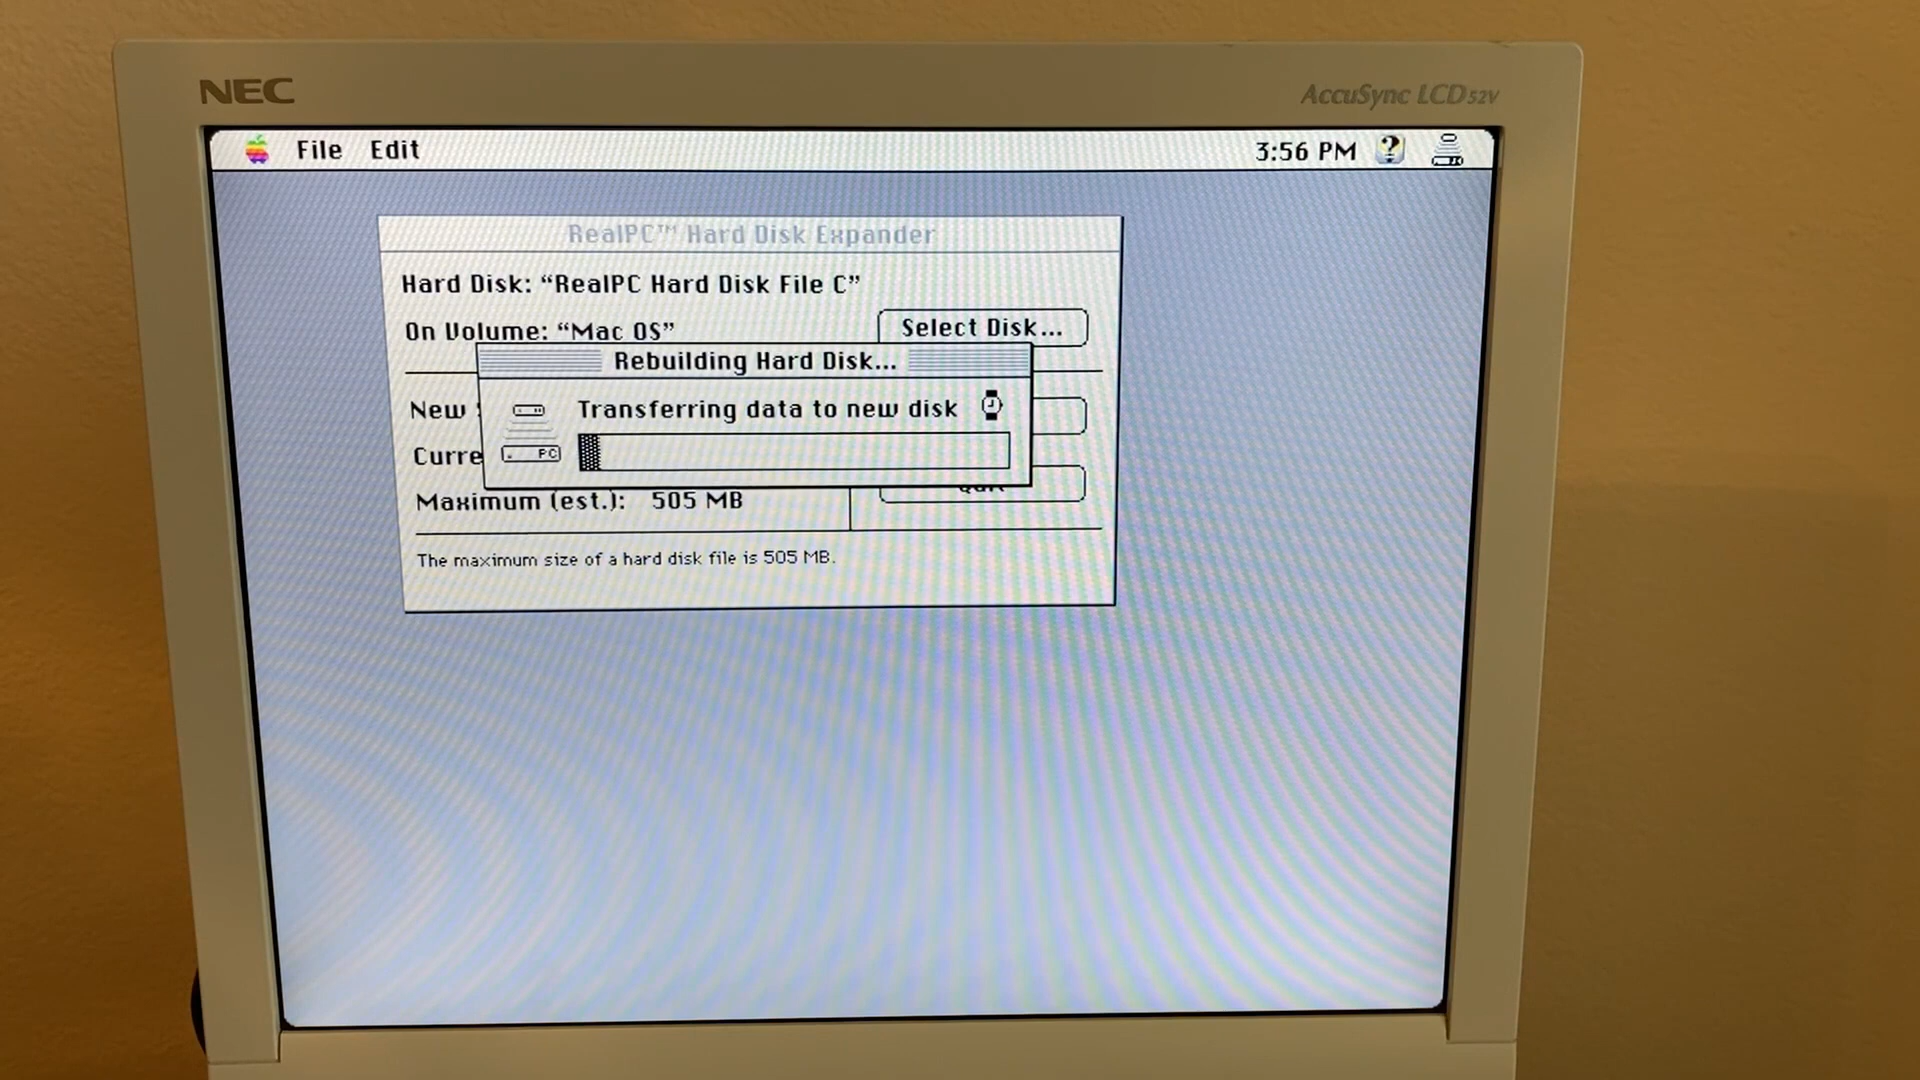 NEC
AccuSync LCD52V
File Edit
3:56 PM
RealPC™ Hard Disk Expander
Hard Disk: “RealPC Hard Disk File C”
On Volume: “Mac OS”
Select Disk...
Rebuilding Hard Disk...
New
Transferring data to new disk
Curre
PC
Maximum (est.): 505 MB
The maximum size of a hard disk file is 505 MB.